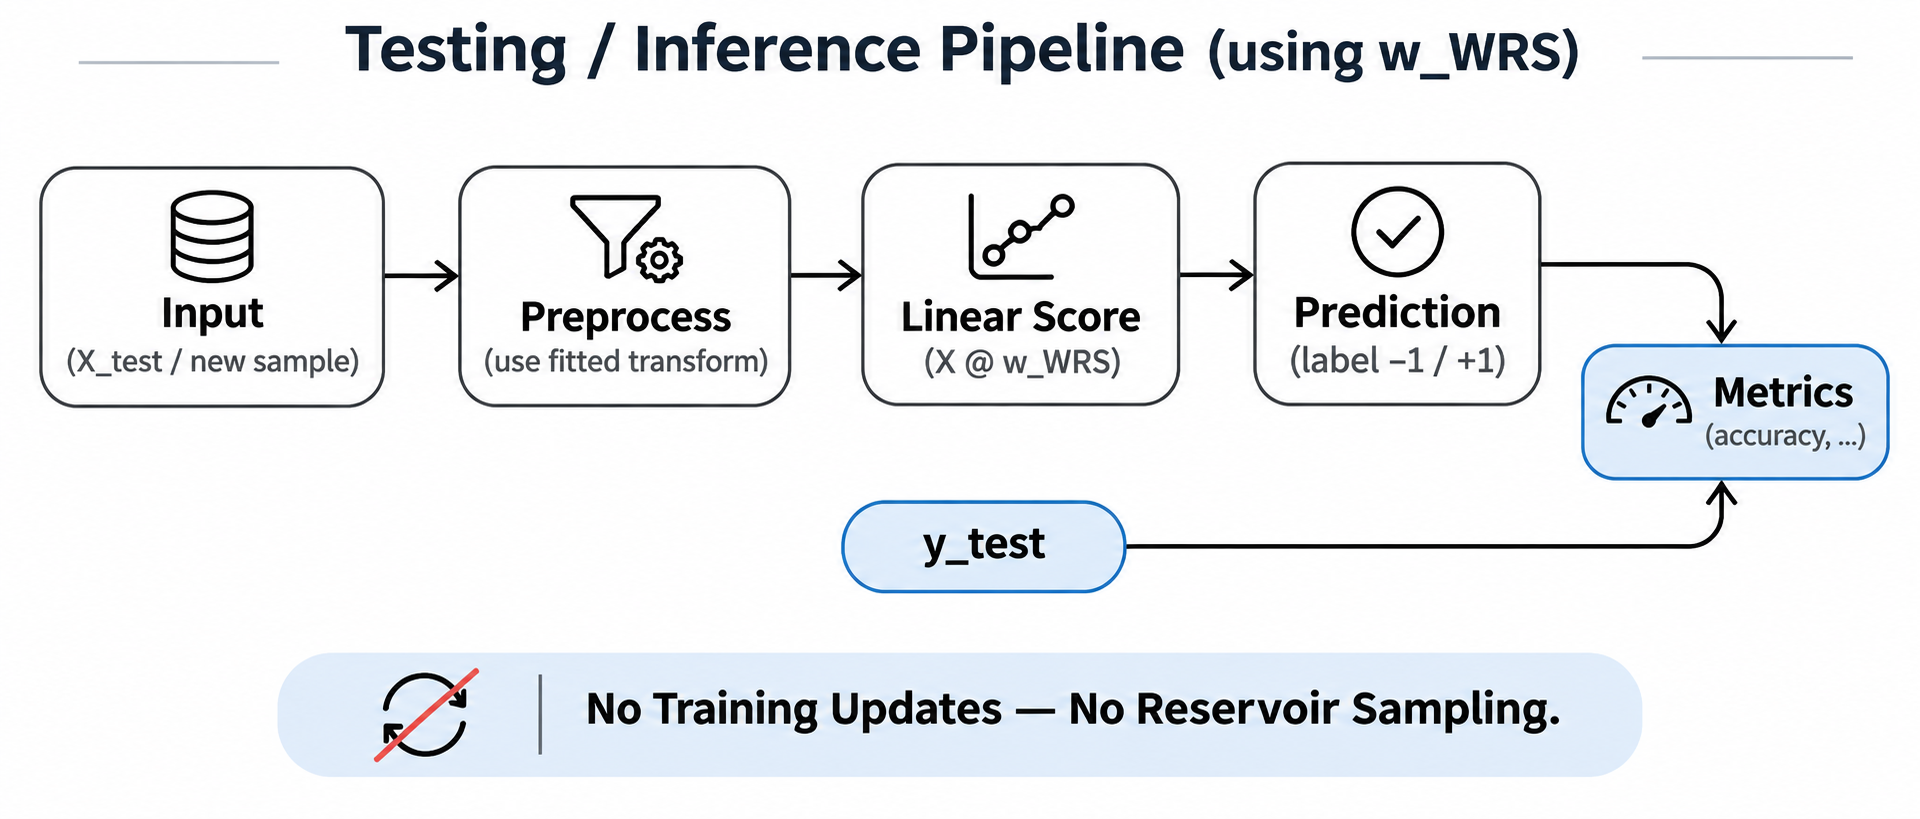 Testing / Inference Pipeline (using w_WRS)
Input
(X_test / new sample)
Preprocess
(use fitted transform)
Linear Score
(X @ w_WRS)
Prediction
(label −1 / +1)
Metrics
(accuracy, ...)
y_test
No Training Updates — No Reservoir Sampling.